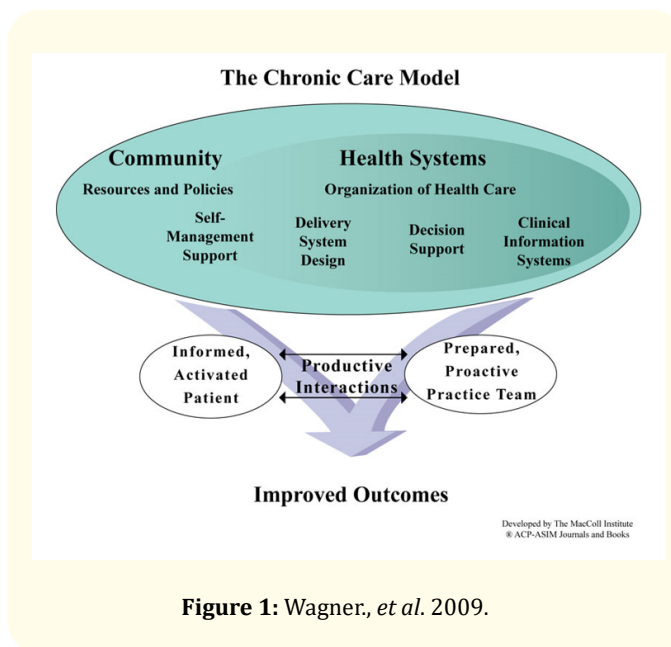 The Chronic Care Model
Community
Health Systems
Resources and Policies
Organization of Health Care
Self-
Management
Support
Delivery
System
Design
Decision
Support
Clinical
Information
Systems
Informed,
Activated
Patient
Productive
Interactions
Prepared,
Proactive
Practice Team
Improved Outcomes
Developed by The MacColl Institute
® ACP-ASIM Journals and Books
Figure 1: Wagner., et al. 2009.